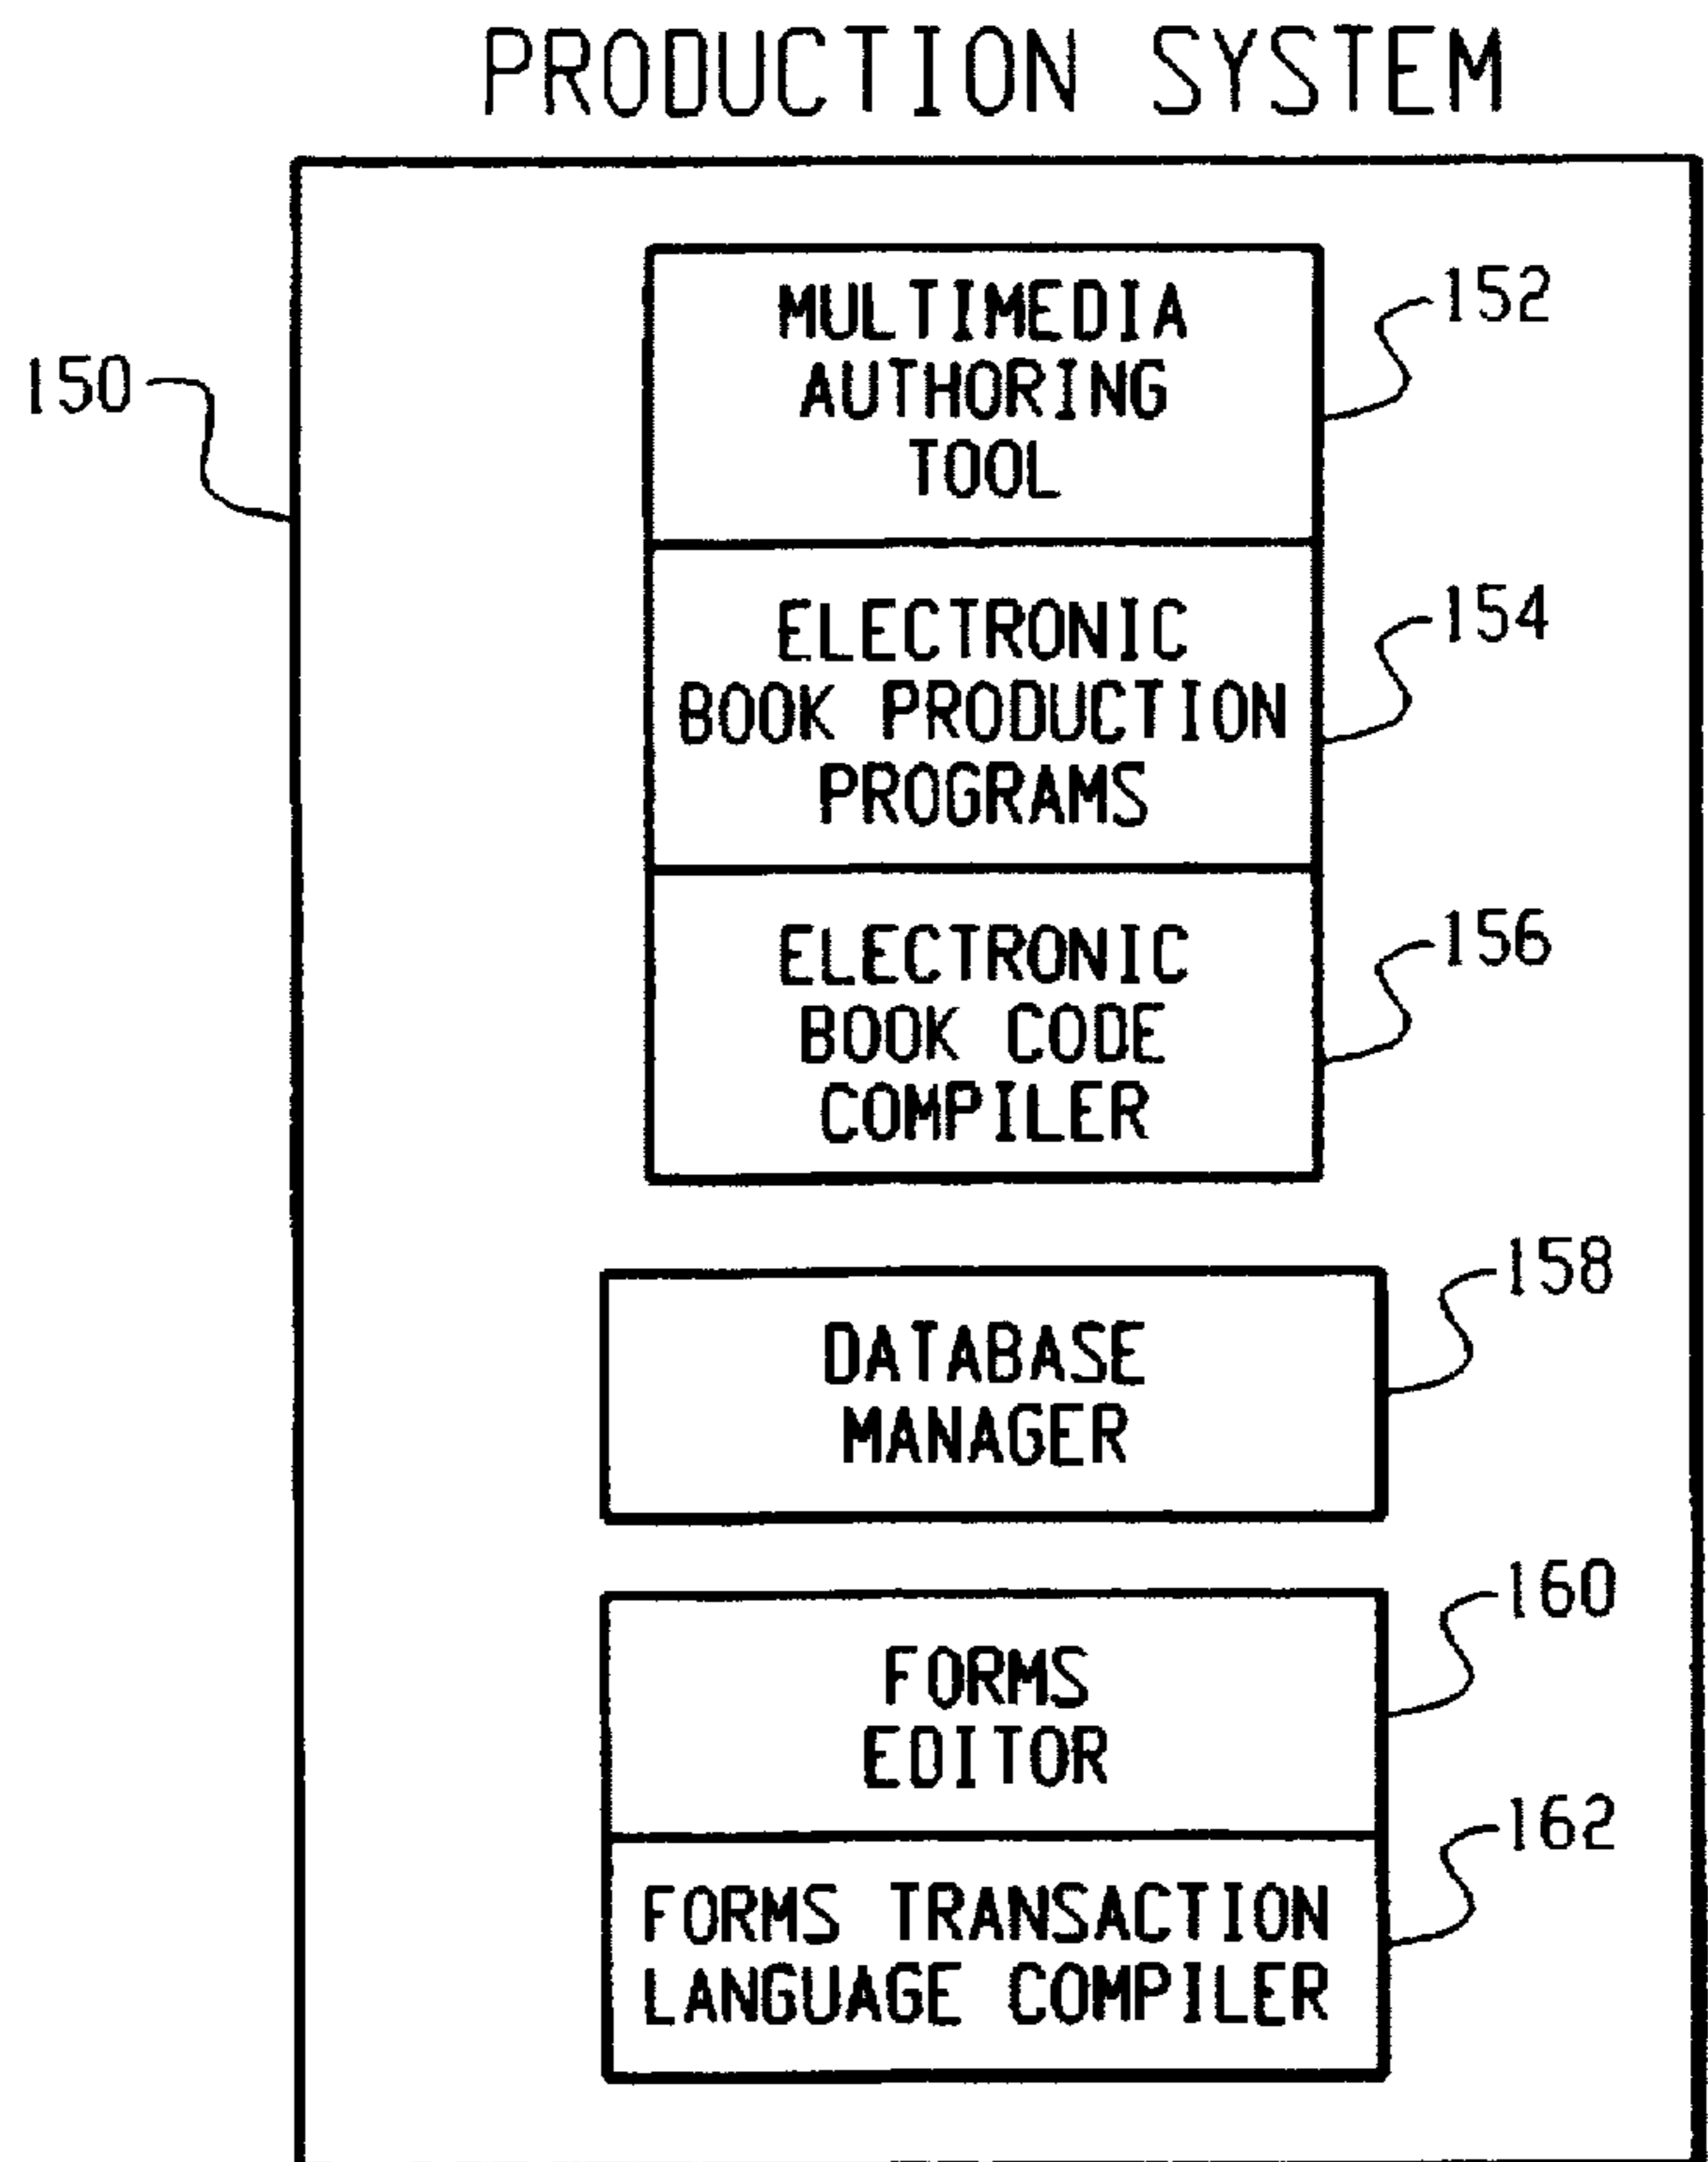 PRODUCTION SYSTEM
150
MULTIMEDIA
AUTHORING
TOOL
152
ELECTRONIC
BOOK PRODUCTION
PROGRAMS
154
ELECTRONIC
BOOK CODE
COMPILER
156
DATABASE
MANAGER
158
FORMS
EDITOR
160
FORMS TRANSACTION
LANGUAGE COMPILER
162